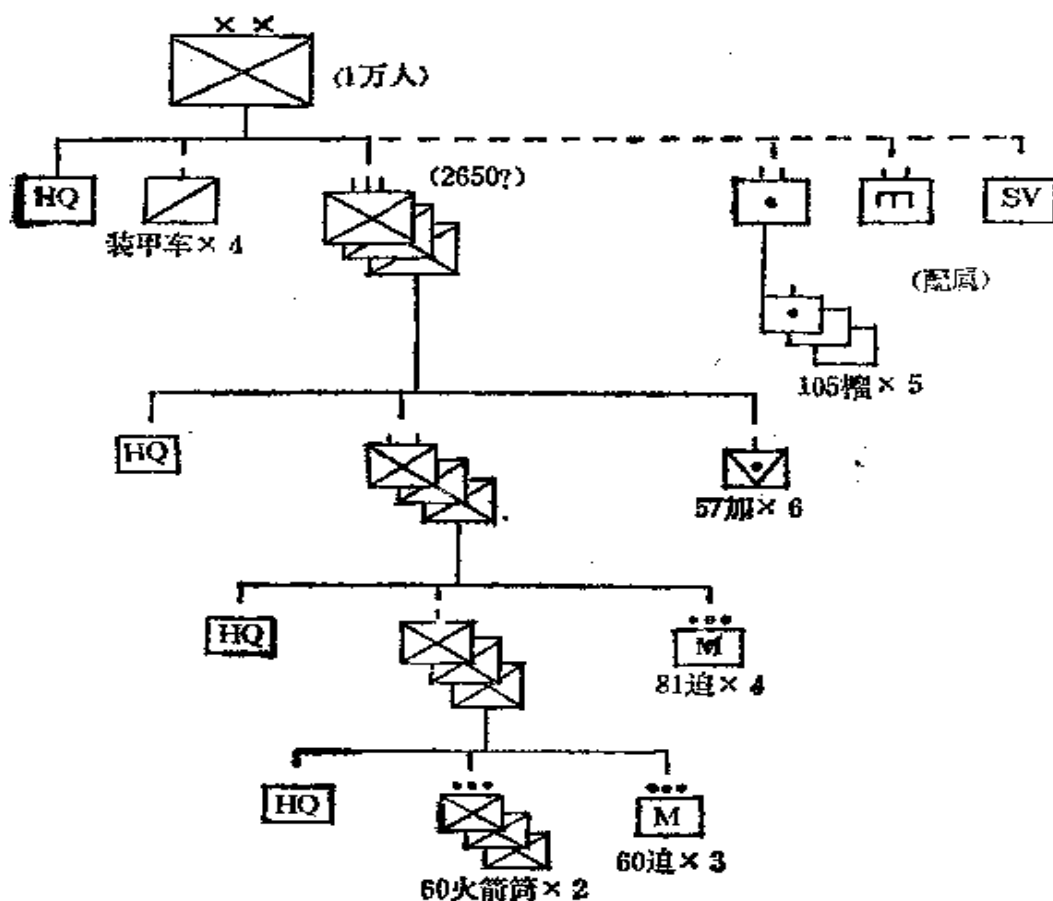 (1万人)
HQ
SV
(2650?)
装甲车×4
(配属)
105榴×5
HQ
57加×6
HQ
M
81迫×4
HQ
M
60火箭筒×2
60迫×3